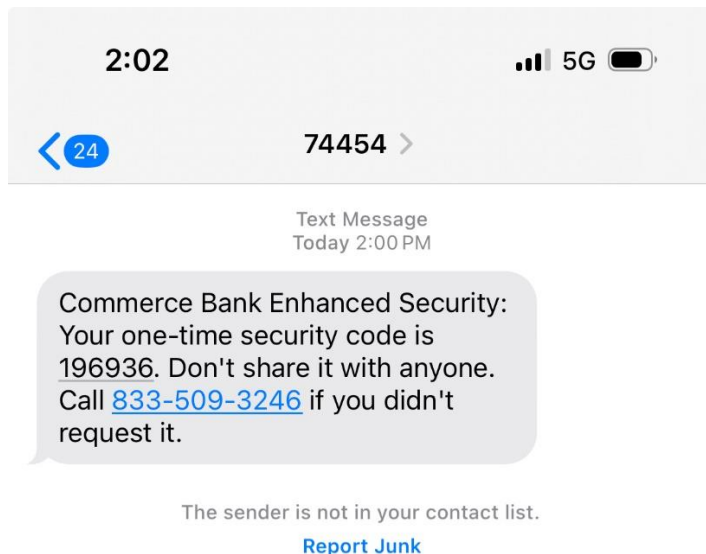 2:02
5G
24
74454
Text Message
Today 2:00 PM
Commerce Bank Enhanced Security:
Your one-time security code is
196936. Don't share it with anyone.
Call 833-509-3246 if you didn't
request it.
The sender is not in your contact list.
Report Junk